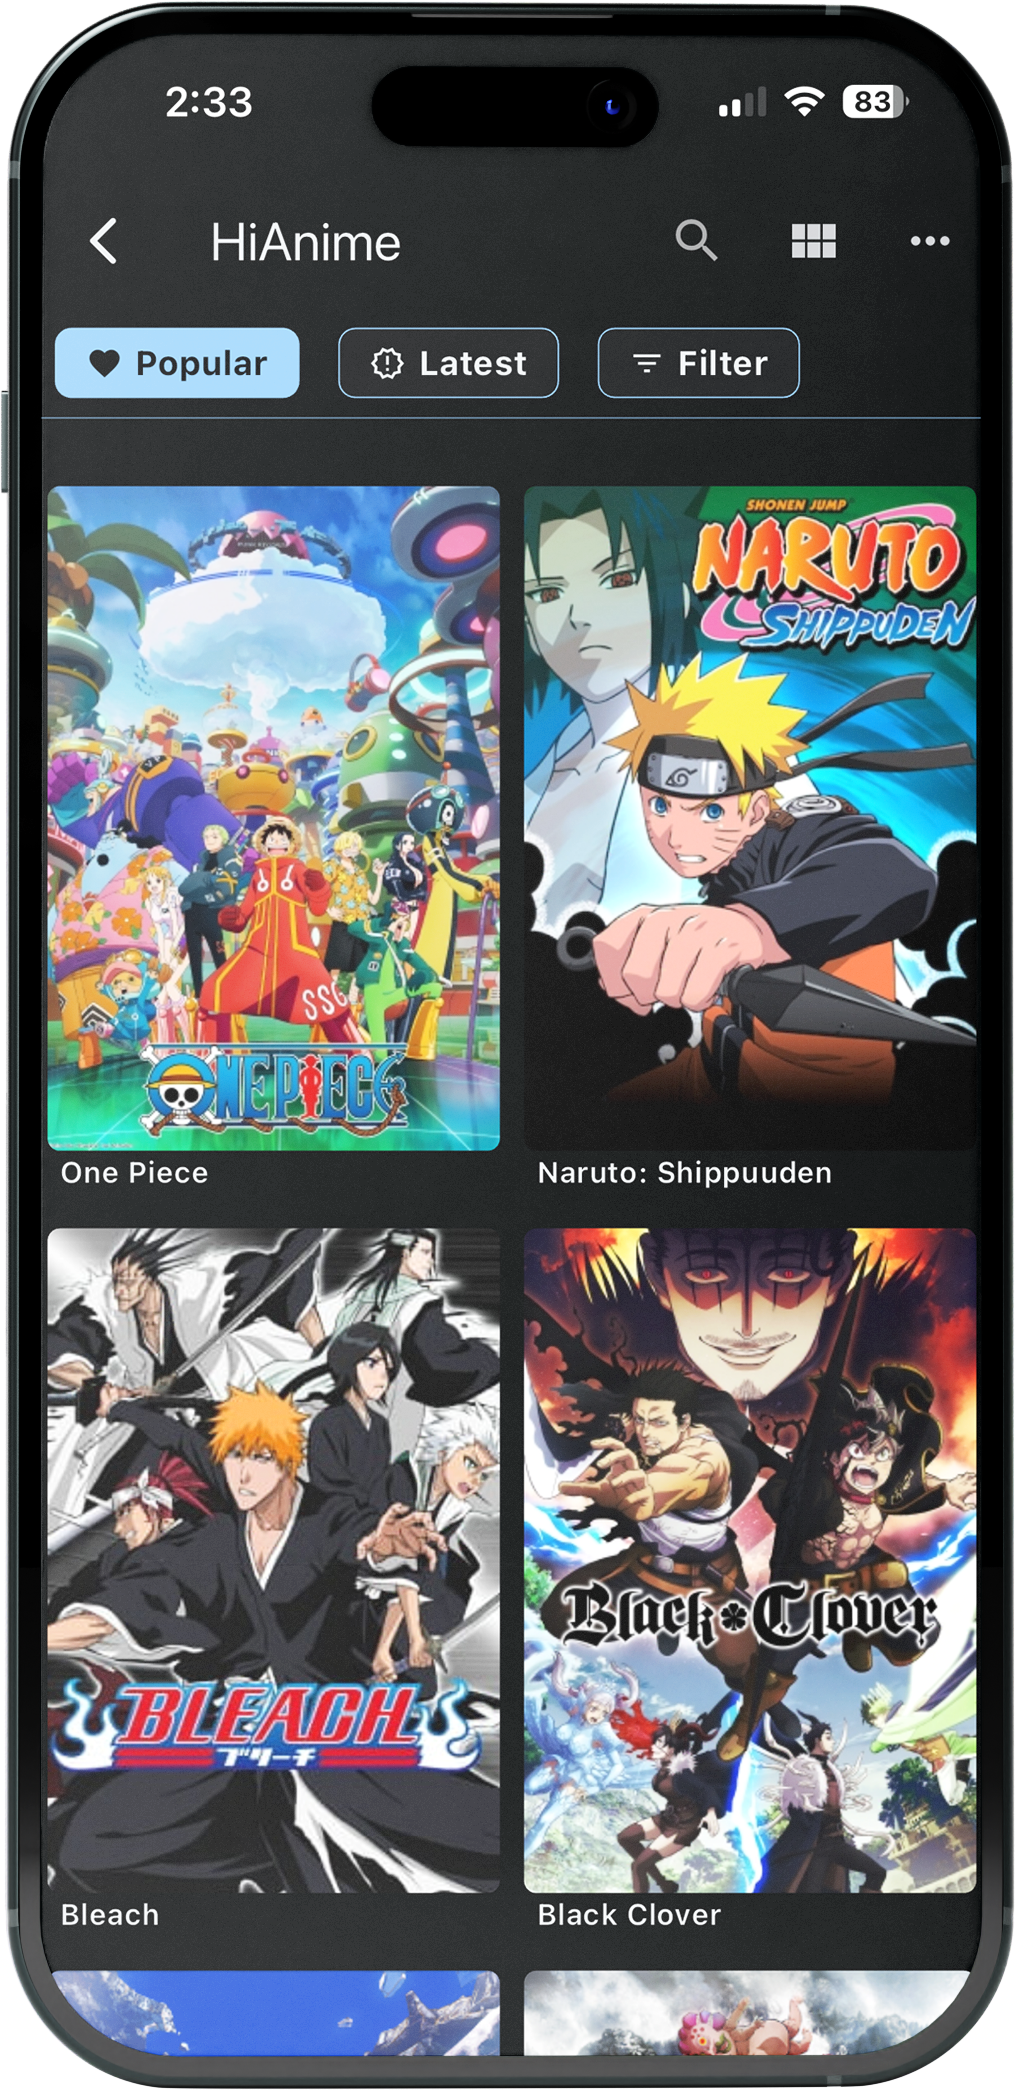 2:33
83
HiAnime
Popular
Latest
Filter
SHONEN JUMP
NARUTO
SHIPPUDEN
SSG
ONE PIECE
One Piece
Naruto: Shippuuden
BLEACH
ブリーチ
Black Clover
Bleach
Black Clover